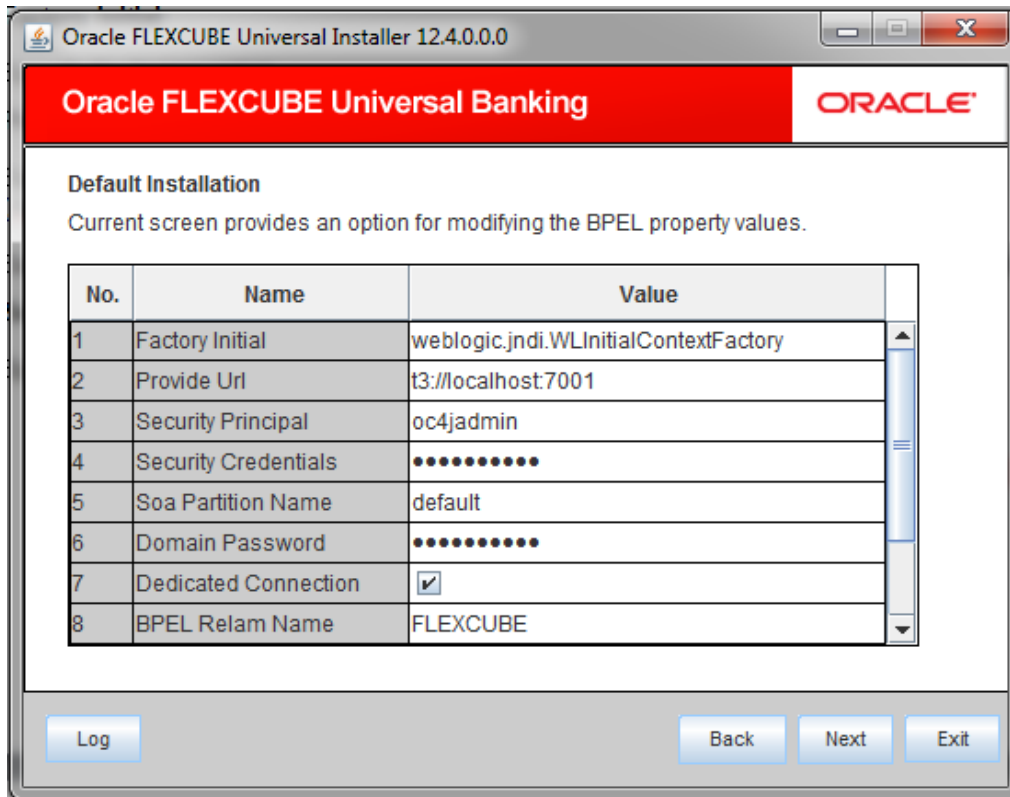 Oracle FLEXCUBE Universal Installer 12.4.0.0.0
Oracle FLEXCUBE Universal Banking
ORACLE
Default Installation
Current screen provides an option for modifying the BPEL property values.
No. Name Value
1 Factory Initial weblogic.jndi.WLInitialContextFactory
2 Provide Url t3://localhost:7001
3 Security Principal oc4jadmin
4 Security Credentials ●●●●●●●●●●
5 Soa Partition Name default
6 Domain Password ●●●●●●●●●●
7 Dedicated Connection
8 BPEL Relam Name FLEXCUBE
Log Back Next Exit